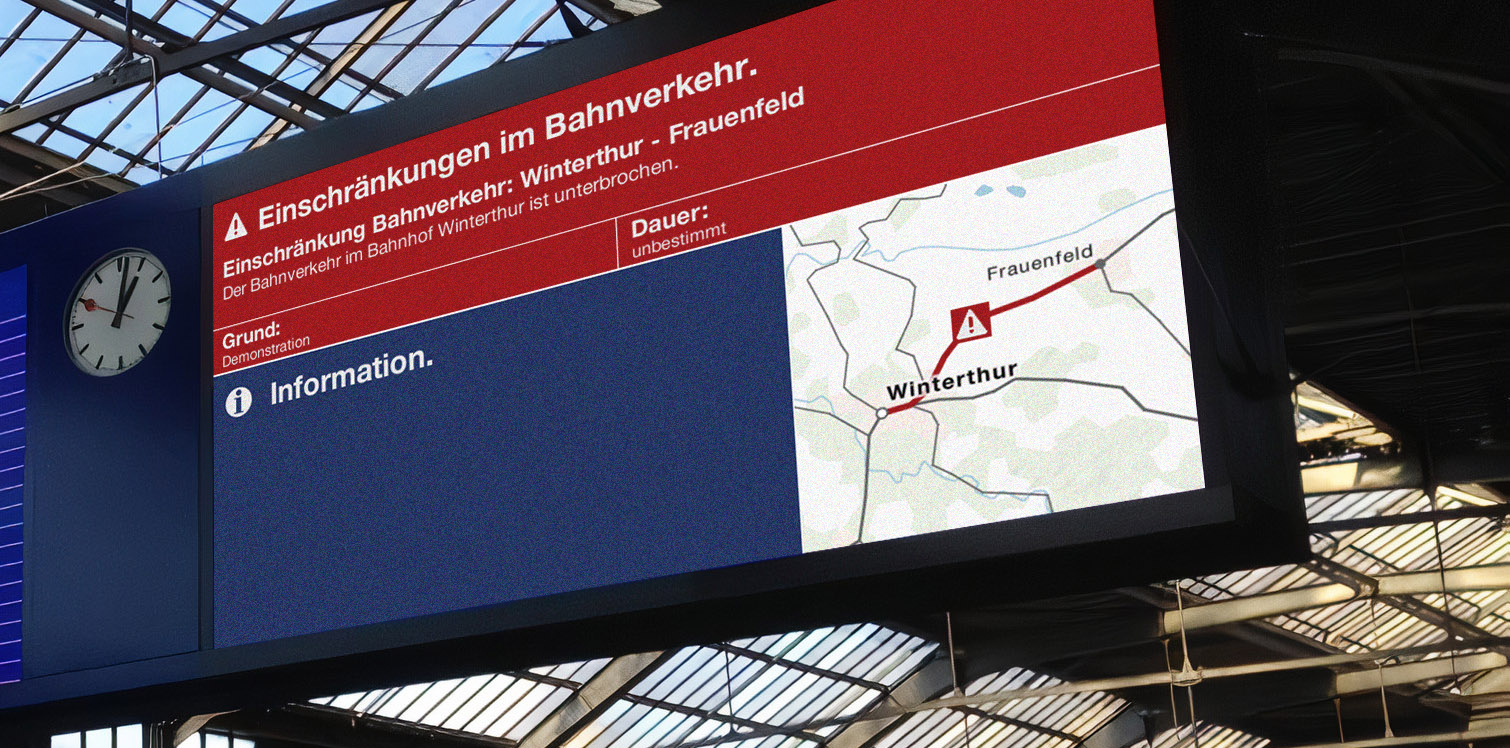 Einschränkungen im Bahnverkehr.
Einschränkung Bahnverkehr: Winterthur - Frauenfeld
Der Bahnverkehr im Bahnhof Winterthur ist unterbrochen.
Grund:
Demonstration
Dauer:
unbestimmt
Information.
Frauenfeld
Winterthur